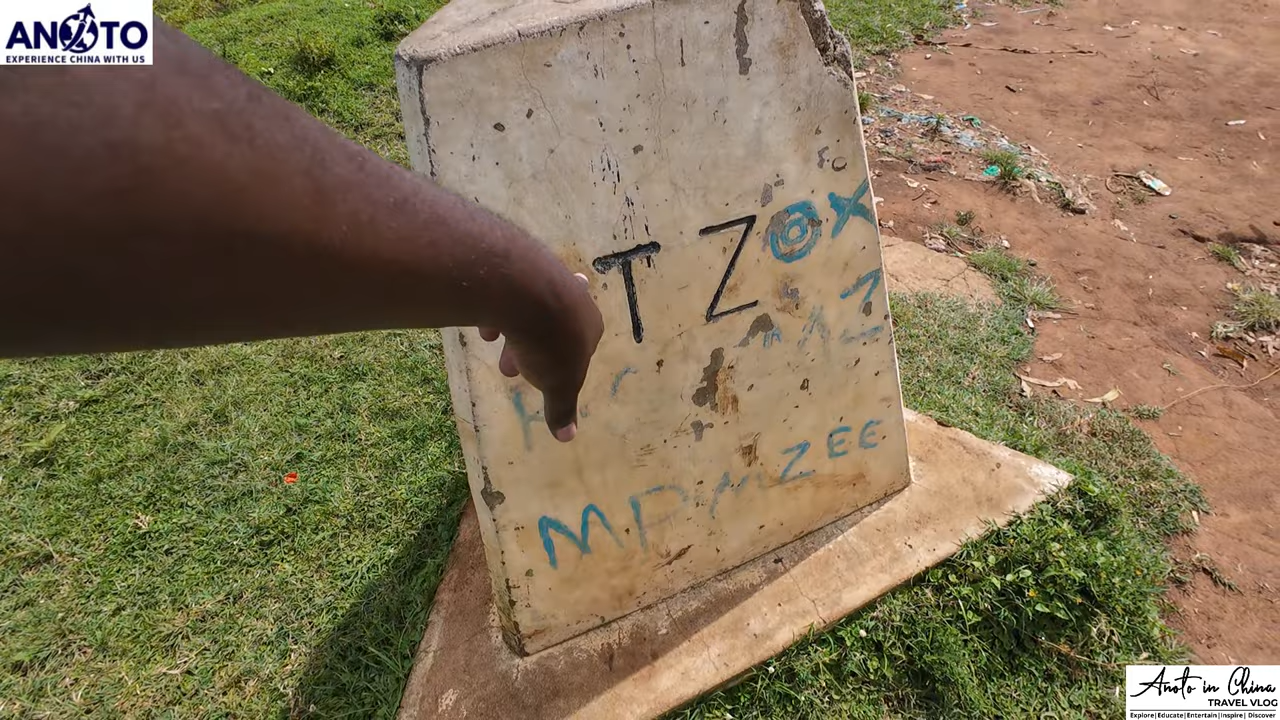 ANOTO
EXPERIENCE CHINA WITH US
TZ
MPMZEE
Anoto in China
TRAVEL VLOG
Explore|Educate|Entertain|Inspire| Discover